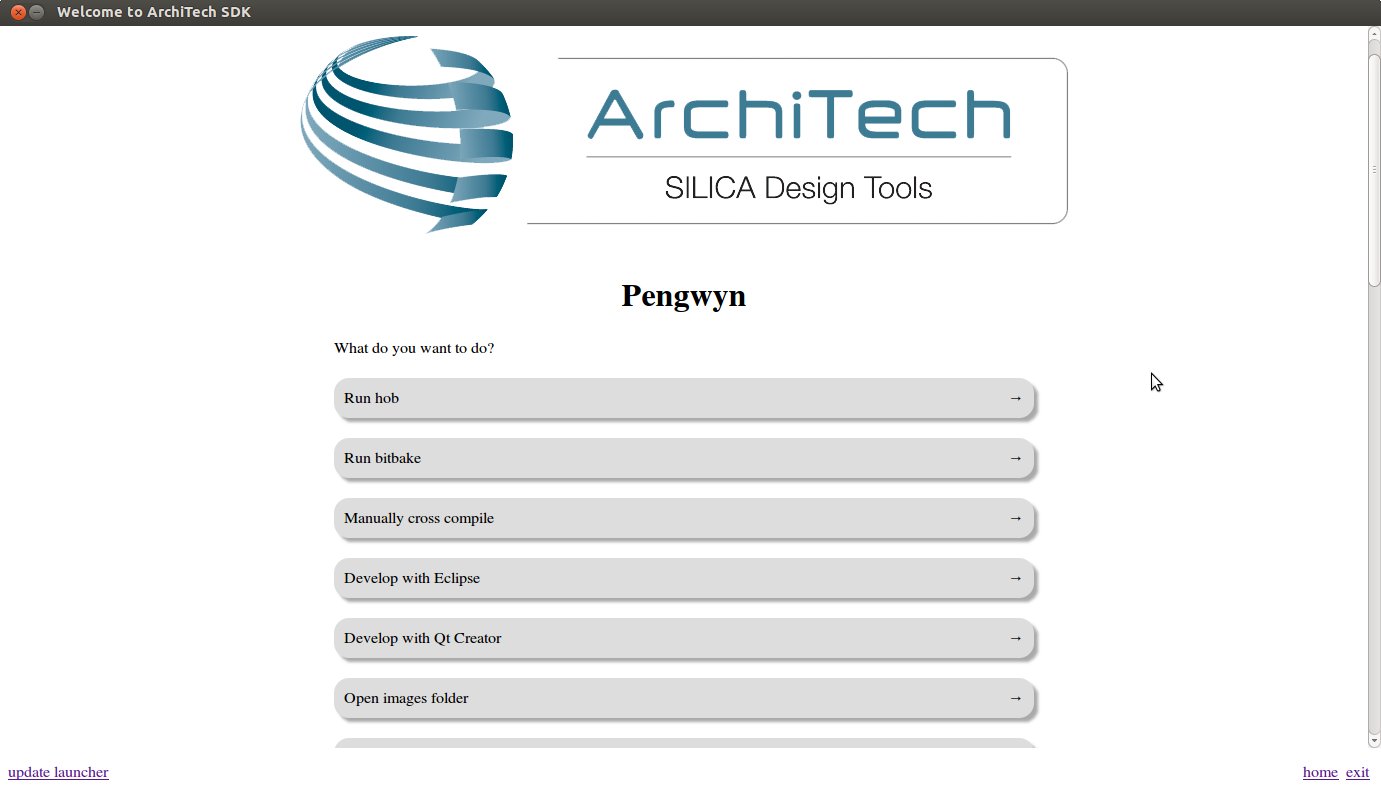 Welcome to ArchiTech SDK
ArchiTech
SILICA Design Tools
Pengwyn
What do you want to do?
Run hob →
Run bitbake →
Manually cross compile →
Develop with Eclipse →
Develop with Qt Creator →
Open images folder →
update launcher
home exit